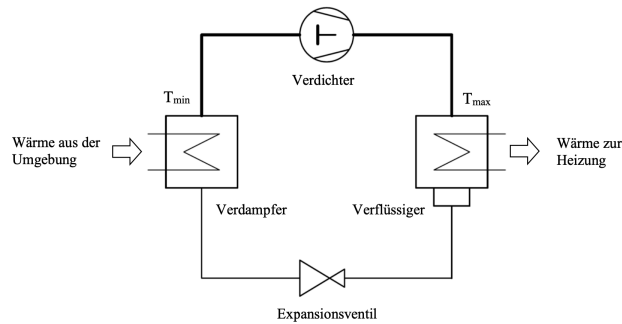 Verdichter
T_min
T_max
Wärme aus der
Umgebung
Wärme zur
Heizung
Verdampfer
Verflüssiger
Expansionsventil